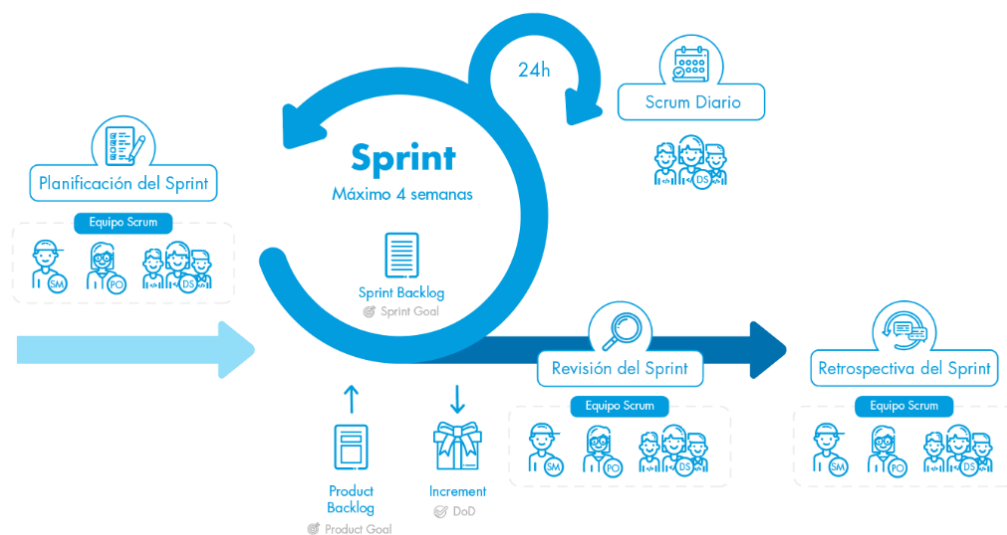 24h
Scrum Diario
DS
Planificación del Sprint
Equipo Scrum
SM
PO
DS
Sprint
Máximo 4 semanas
Sprint Backlog
Sprint Goal
Revisión del Sprint
Equipo Scrum
SM
PO
DS
Retrospectiva del Sprint
Equipo Scrum
SM
PO
DS
Product
Backlog
Product Goal
Increment
DoD